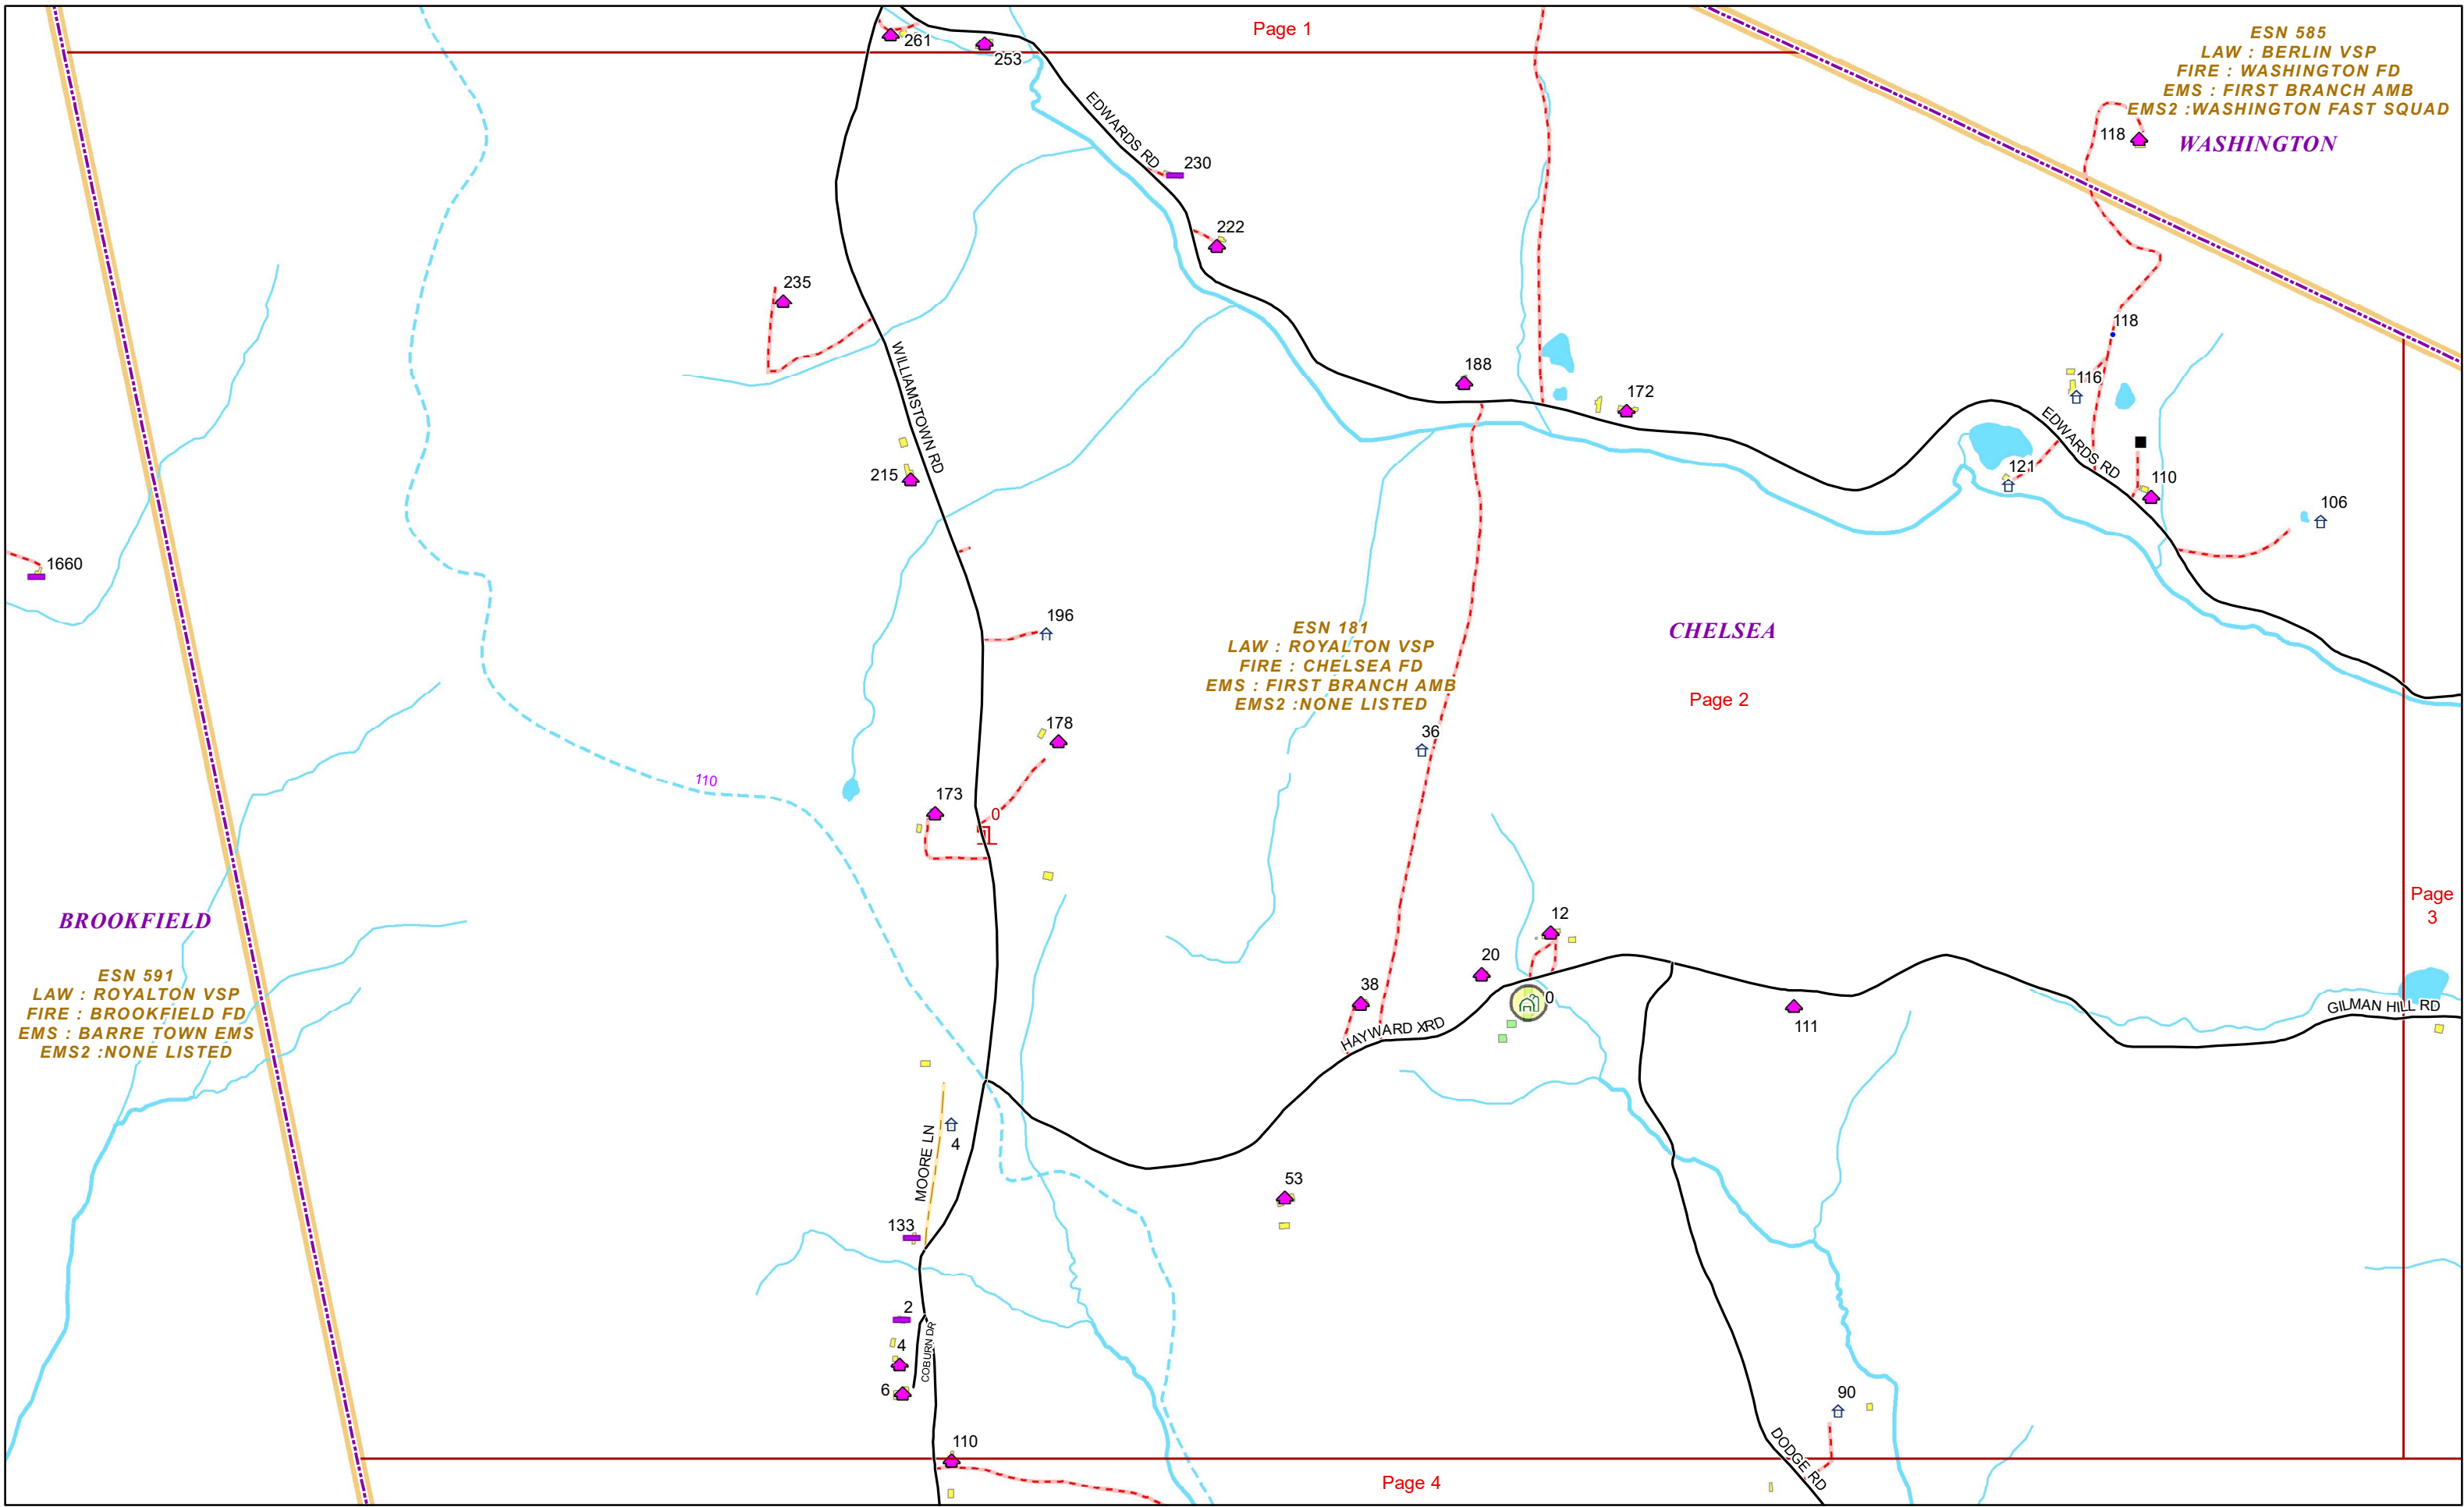 Page 1
261
253
ESN 585
LAW : BERLIN VSP
FIRE : WASHINGTON FD
EMS : FIRST BRANCH AMB
EMS2 :WASHINGTON FAST SQUAD
WASHINGTON
118
EDWARDS RD
230
222
235
118
WILLIAMSTOWN RD
188
172
116
EDWARDS RD
215
121
110
106
1660
196
ESN 181
LAW : ROYALTON VSP
FIRE : CHELSEA FD
EMS : FIRST BRANCH AMB
EMS2 :NONE LISTED
CHELSEA
Page 2
178
36
110
173
0
BROOKFIELD
ESN 591
LAW : ROYALTON VSP
FIRE : BROOKFIELD FD
EMS : BARRE TOWN EMS
EMS2 :NONE LISTED
Page
3
12
20
38
0
HAYWARD XRD
111
GILMAN HILL RD
4
MOORE LN
53
133
2
COBURN DR
4
6
90
110
DODGE RD
Page 4